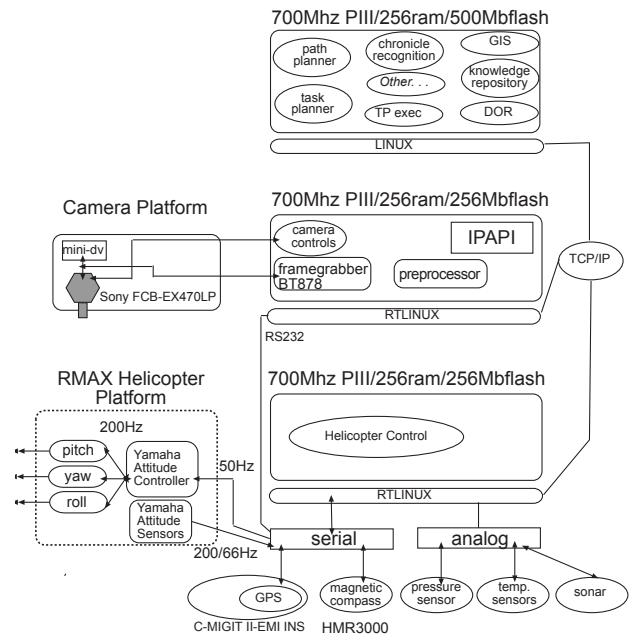 700Mhz PIII/256ram/500Mbflash
path
planner
chronicle
recognition
GIS
Other. . .
knowledge
repository
task
planner
TP exec
DOR
LINUX
Camera Platform
700Mhz PIII/256ram/256Mbflash
mini-dv
camera
controls
IPAPI
TCP/IP
framegrabber
BT878
preprocessor
Sony FCB-EX470LP
RTLINUX
RS232
RMAX Helicopter
Platform
700Mhz PIII/256ram/256Mbflash
200Hz
pitch
yaw
roll
Yamaha
Attitude
Controller
50Hz
Helicopter Control
Yamaha
Attitude
Sensors
RTLINUX
200/66Hz
serial
analog
GPS
magnetic
compass
pressure
sensor
temp.
sensors
sonar
C-MIGIT II-EMI INS
HMR3000